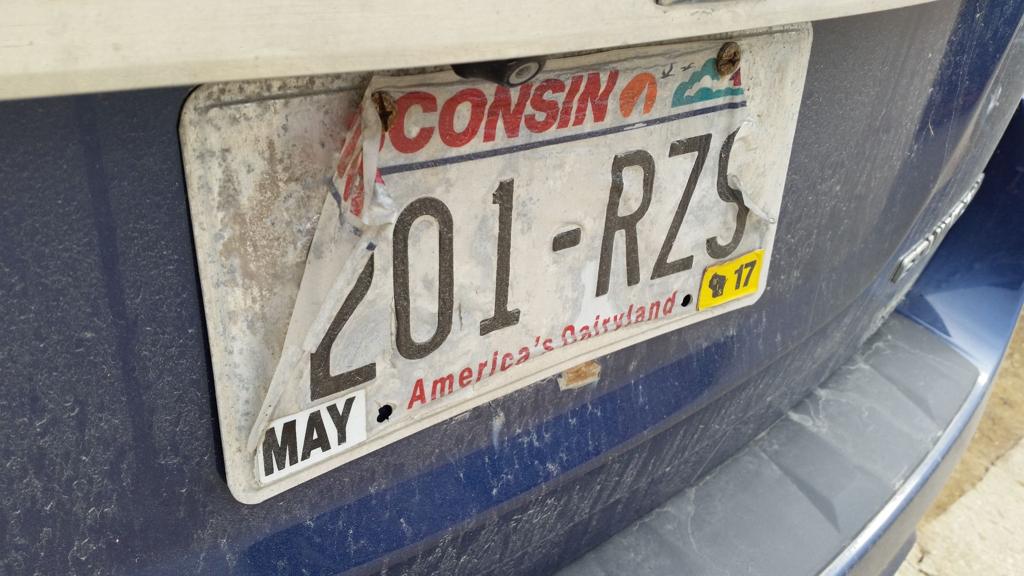 CONSIN
201-RZS
America's Dairyland
17
MAY